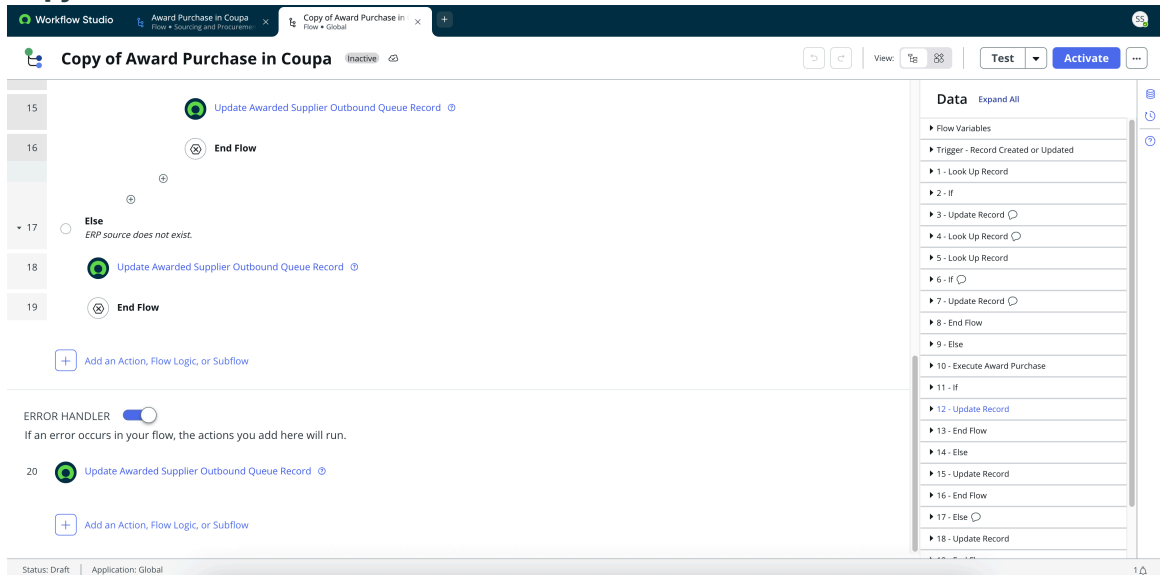 Workflow Studio
Award Purchase in Coupa
Flow • Sourcing and Procuremen
Copy of Award Purchase in
Flow • Global
SS
Copy of Award Purchase in Coupa
Inactive
View:
Test
Activate
15
Update Awarded Supplier Outbound Queue Record
16
End Flow
17
Else
ERP source does not exist.
18
Update Awarded Supplier Outbound Queue Record
19
End Flow
Add an Action, Flow Logic, or Subflow
ERROR HANDLER
If an error occurs in your flow, the actions you add here will run.
20
Update Awarded Supplier Outbound Queue Record
Add an Action, Flow Logic, or Subflow
Data Expand All
Flow Variables
Trigger - Record Created or Updated
1 - Look Up Record
2 - If
3 - Update Record
4 - Look Up Record
5 - Look Up Record
6 - If
7 - Update Record
8 - End Flow
9 - Else
10 - Execute Award Purchase
11 - If
12 - Update Record
13 - End Flow
14 - Else
15 - Update Record
16 - End Flow
17 - Else
18 - Update Record
Status: Draft
Application: Global
1